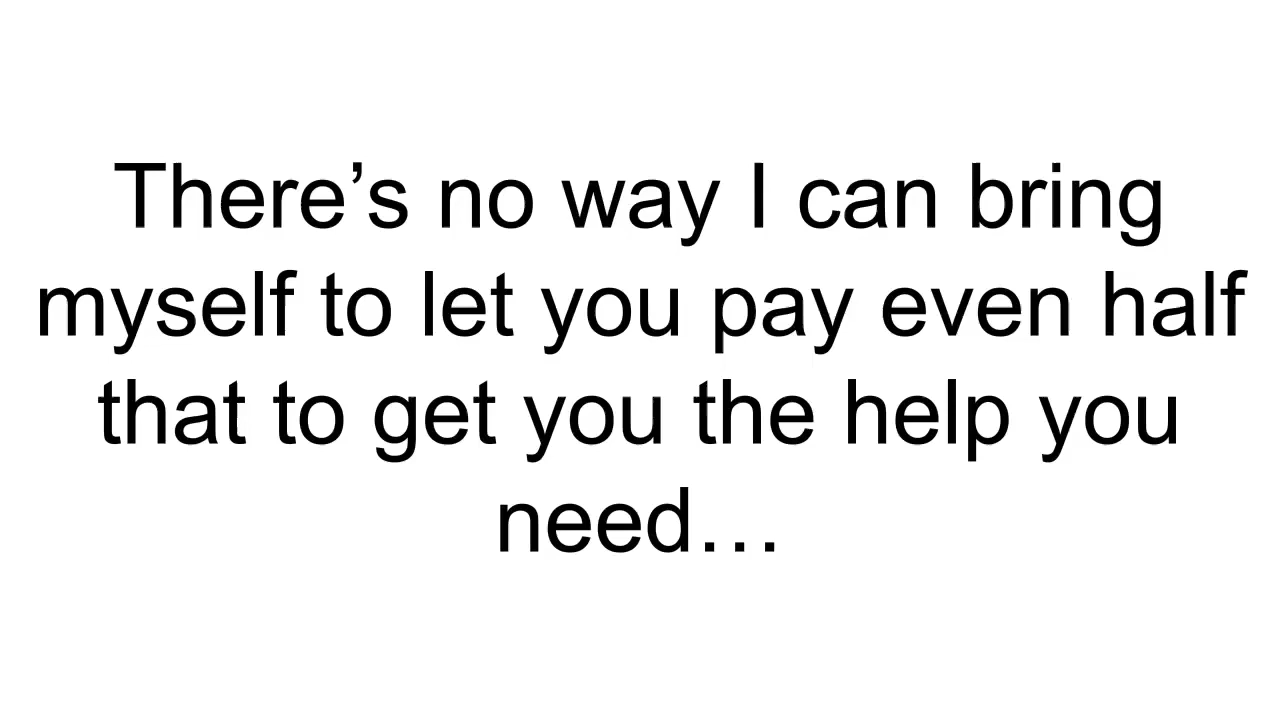 There’s no way I can bring
myself to let you pay even half
that to get you the help you
need…